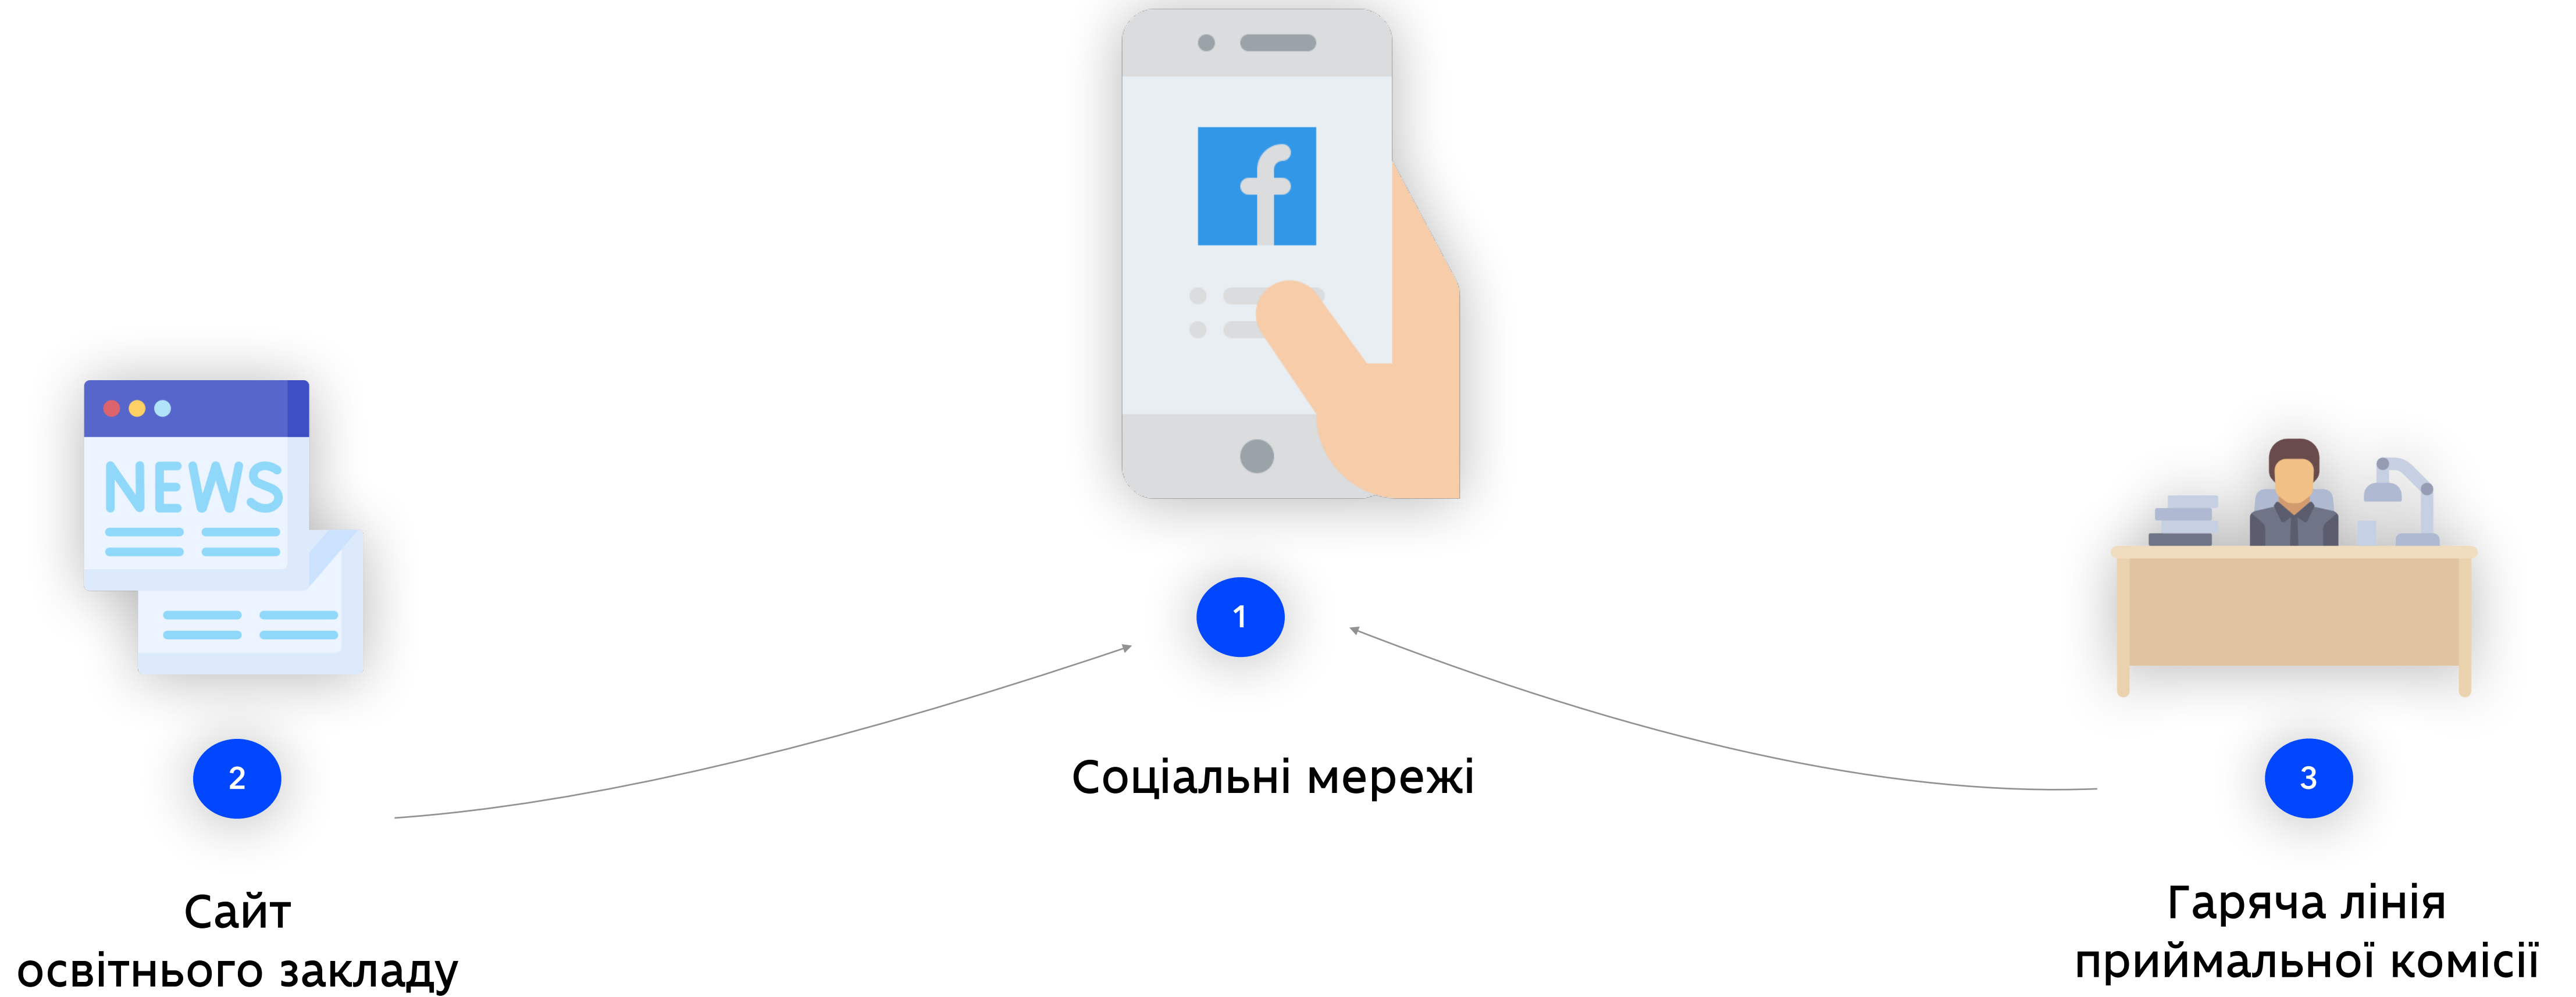 f
NEWS
1
Соціальні мережі
2
Сайт
освітнього закладу
3
Гаряча лінія
приймальної комісії